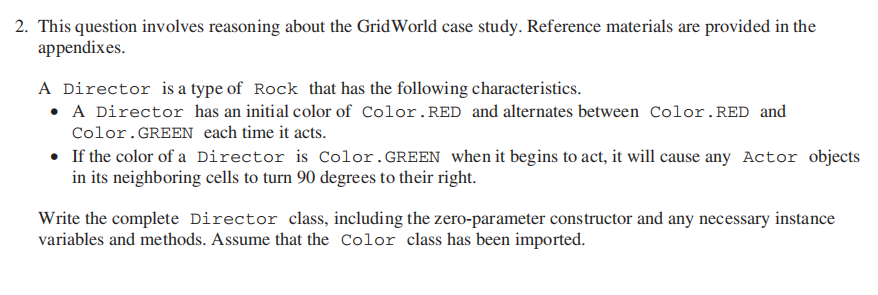 2. This question involves reasoning about the GridWorld case study. Reference materials are provided in the
appendixes.
A Director is a type of Rock that has the following characteristics.
• A Director has an initial color of Color.RED and alternates between Color.RED and
Color.GREEN each time it acts.
• If the color of a Director is Color.GREEN when it begins to act, it will cause any Actor objects
in its neighboring cells to turn 90 degrees to their right.
Write the complete Director class, including the zero-parameter constructor and any necessary instance
variables and methods. Assume that the Color class has been imported.